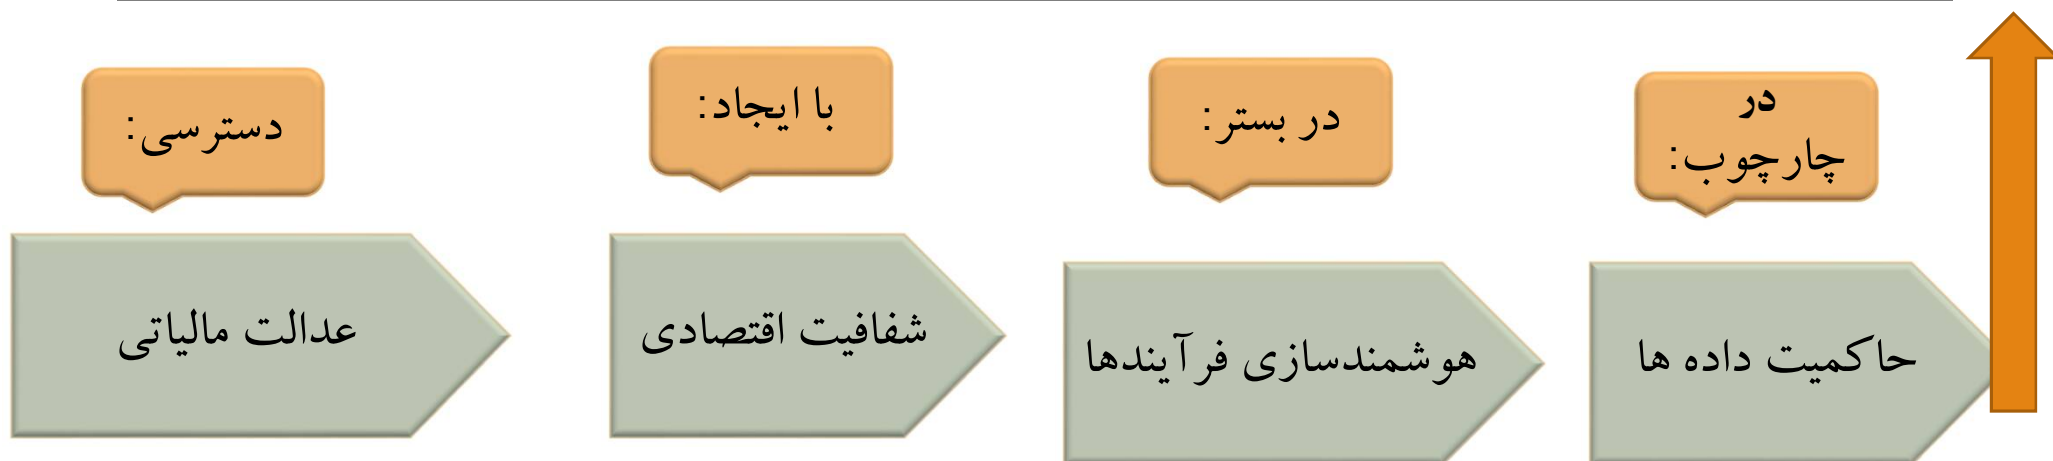 در
چارچوب:
حاکمیت داده ها
در بستر:
هوشمندسازی فرآیندها
با ایجاد:
شفافیت اقتصادی
دسترسی:
عدالت مالیاتی